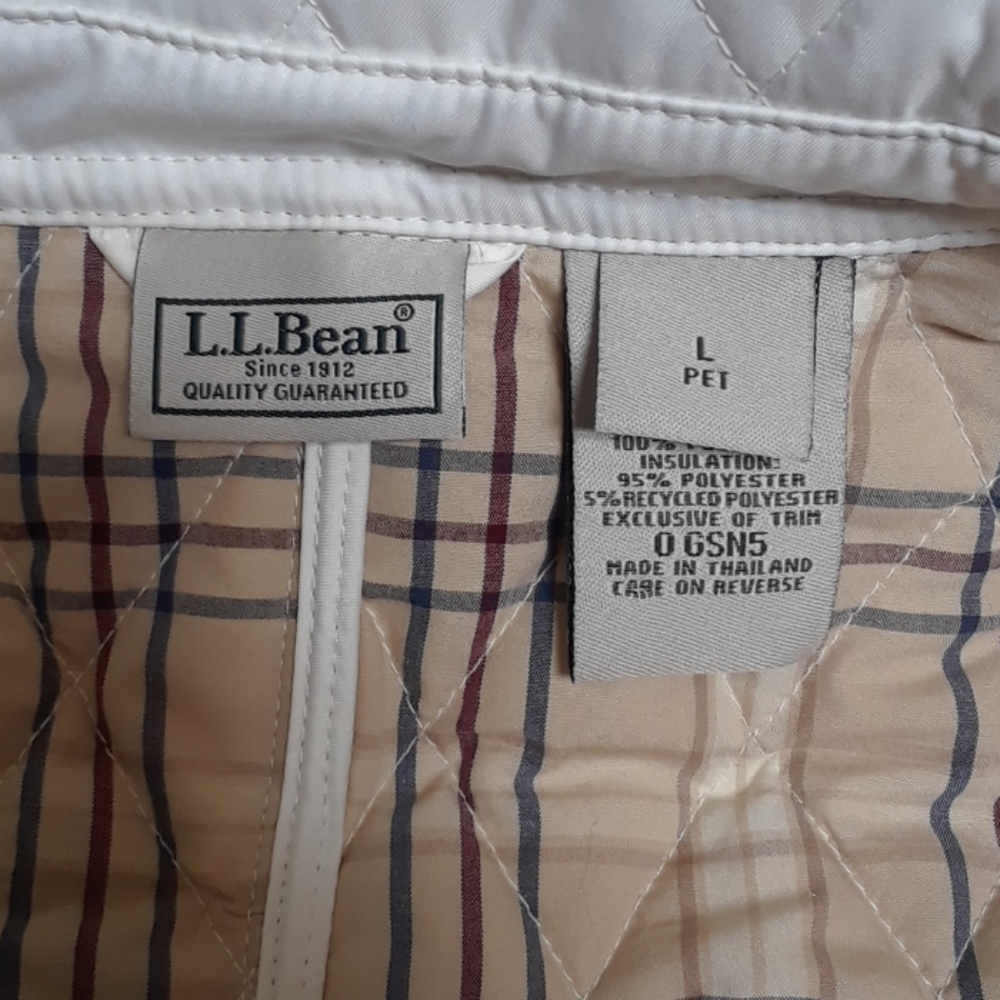 L.L.Bean®
Since 1912
QUALITY GUARANTEED
L
PET
100%
INSULATION:
95% POLYESTER
5% RECYCLED POLYESTER
EXCLUSIVE OF TRIM
0 GSN5
MADE IN THAILAND
CARE ON REVERSE